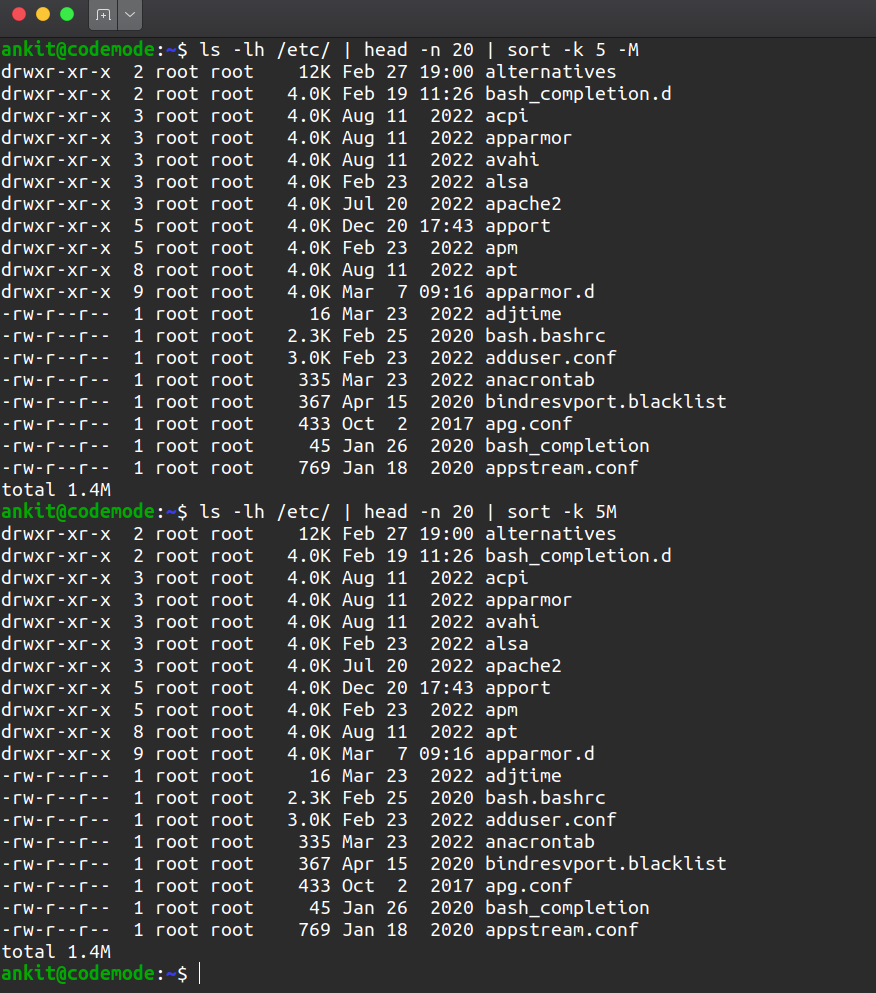 ankit@codemode:~$ ls -lh /etc/ | head -n 20 | sort -k 5 -M
drwxr-xr-x  2 root root   12K Feb 27 19:00 alternatives
drwxr-xr-x  2 root root  4.0K Feb 19 11:26 bash_completion.d
drwxr-xr-x  3 root root  4.0K Aug 11  2022 acpi
drwxr-xr-x  3 root root  4.0K Aug 11  2022 apparmor
drwxr-xr-x  3 root root  4.0K Aug 11  2022 avahi
drwxr-xr-x  3 root root  4.0K Feb 23  2022 alsa
drwxr-xr-x  3 root root  4.0K Jul 20  2022 apache2
drwxr-xr-x  5 root root  4.0K Dec 20 17:43 apport
drwxr-xr-x  5 root root  4.0K Feb 23  2022 apm
drwxr-xr-x  8 root root  4.0K Aug 11  2022 apt
drwxr-xr-x  9 root root  4.0K Mar  7 09:16 apparmor.d
-rw-r--r--  1 root root    16 Mar 23  2022 adjtime
-rw-r--r--  1 root root  2.3K Feb 25  2020 bash.bashrc
-rw-r--r--  1 root root  3.0K Feb 23  2022 adduser.conf
-rw-r--r--  1 root root   335 Mar 23  2022 anacrontab
-rw-r--r--  1 root root   367 Apr 15  2020 bindresvport.blacklist
-rw-r--r--  1 root root   433 Oct  2  2017 apg.conf
-rw-r--r--  1 root root    45 Jan 26  2020 bash_completion
-rw-r--r--  1 root root   769 Jan 18  2020 appstream.conf
total 1.4M
ankit@codemode:~$ ls -lh /etc/ | head -n 20 | sort -k 5M
drwxr-xr-x  2 root root   12K Feb 27 19:00 alternatives
drwxr-xr-x  2 root root  4.0K Feb 19 11:26 bash_completion.d
drwxr-xr-x  3 root root  4.0K Aug 11  2022 acpi
drwxr-xr-x  3 root root  4.0K Aug 11  2022 apparmor
drwxr-xr-x  3 root root  4.0K Aug 11  2022 avahi
drwxr-xr-x  3 root root  4.0K Feb 23  2022 alsa
drwxr-xr-x  3 root root  4.0K Jul 20  2022 apache2
drwxr-xr-x  5 root root  4.0K Dec 20 17:43 apport
drwxr-xr-x  5 root root  4.0K Feb 23  2022 apm
drwxr-xr-x  8 root root  4.0K Aug 11  2022 apt
drwxr-xr-x  9 root root  4.0K Mar  7 09:16 apparmor.d
-rw-r--r--  1 root root    16 Mar 23  2022 adjtime
-rw-r--r--  1 root root  2.3K Feb 25  2020 bash.bashrc
-rw-r--r--  1 root root  3.0K Feb 23  2022 adduser.conf
-rw-r--r--  1 root root   335 Mar 23  2022 anacrontab
-rw-r--r--  1 root root   367 Apr 15  2020 bindresvport.blacklist
-rw-r--r--  1 root root   433 Oct  2  2017 apg.conf
-rw-r--r--  1 root root    45 Jan 26  2020 bash_completion
-rw-r--r--  1 root root   769 Jan 18  2020 appstream.conf
total 1.4M
ankit@codemode:~$